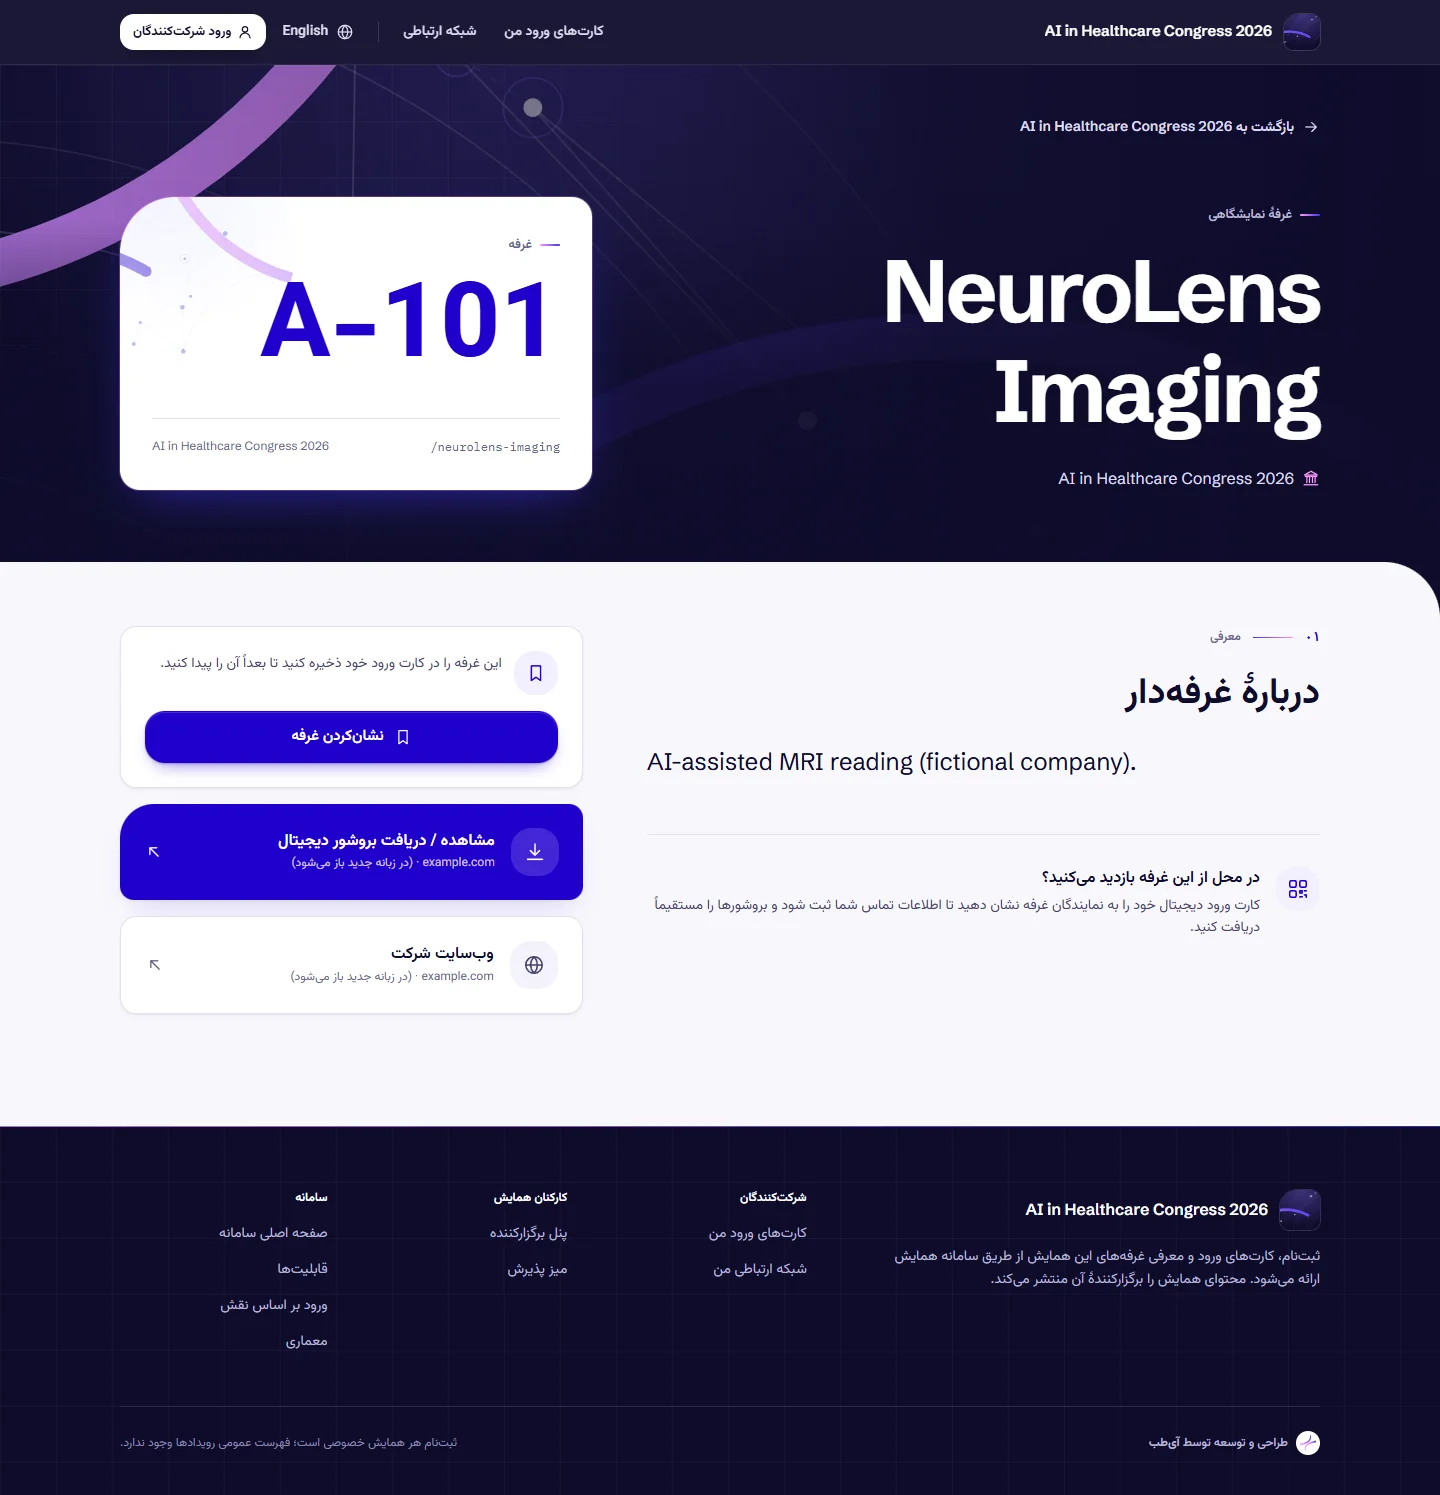 AI in Healthcare Congress 2026
کارت‌های ورود من
شبکه ارتباطی
English
ورود شرکت‌کنندگان
بازگشت به AI in Healthcare Congress 2026
غرفهٔ نمایشگاهی
NeuroLens
Imaging
AI in Healthcare Congress 2026
غرفه
A-101
/neurolens-imaging
AI in Healthcare Congress 2026
۰۱
معرفی
دربارهٔ غرفه‌دار
AI-assisted MRI reading (fictional company).
در محل از این غرفه بازدید می‌کنید؟
کارت ورود دیجیتال خود را به نمایندگان غرفه نشان دهید تا اطلاعات تماس شما ثبت شود و بروشورها را مستقیماً
دریافت کنید.
این غرفه را در کارت ورود خود ذخیره کنید تا بعداً آن را پیدا کنید.
نشان‌کردن غرفه
مشاهده / دریافت بروشور دیجیتال
example.com · (در زبانه جدید باز می‌شود)
وب‌سایت شرکت
example.com · (در زبانه جدید باز می‌شود)
AI in Healthcare Congress 2026
ثبت‌نام، کارت‌های ورود و معرفی غرفه‌های این همایش از طریق سامانه همایش
ارائه می‌شود. محتوای همایش را برگزارکنندهٔ آن منتشر می‌کند.
شرکت‌کنندگان
کارت‌های ورود من
شبکه ارتباطی من
کارکنان همایش
پنل برگزارکننده
میز پذیرش
سامانه
صفحه اصلی سامانه
قابلیت‌ها
ورود بر اساس نقش
معماری
طراحی و توسعه توسط آی‌طب
ثبت‌نام هر همایش خصوصی است؛ فهرست عمومی رویدادها وجود ندارد.